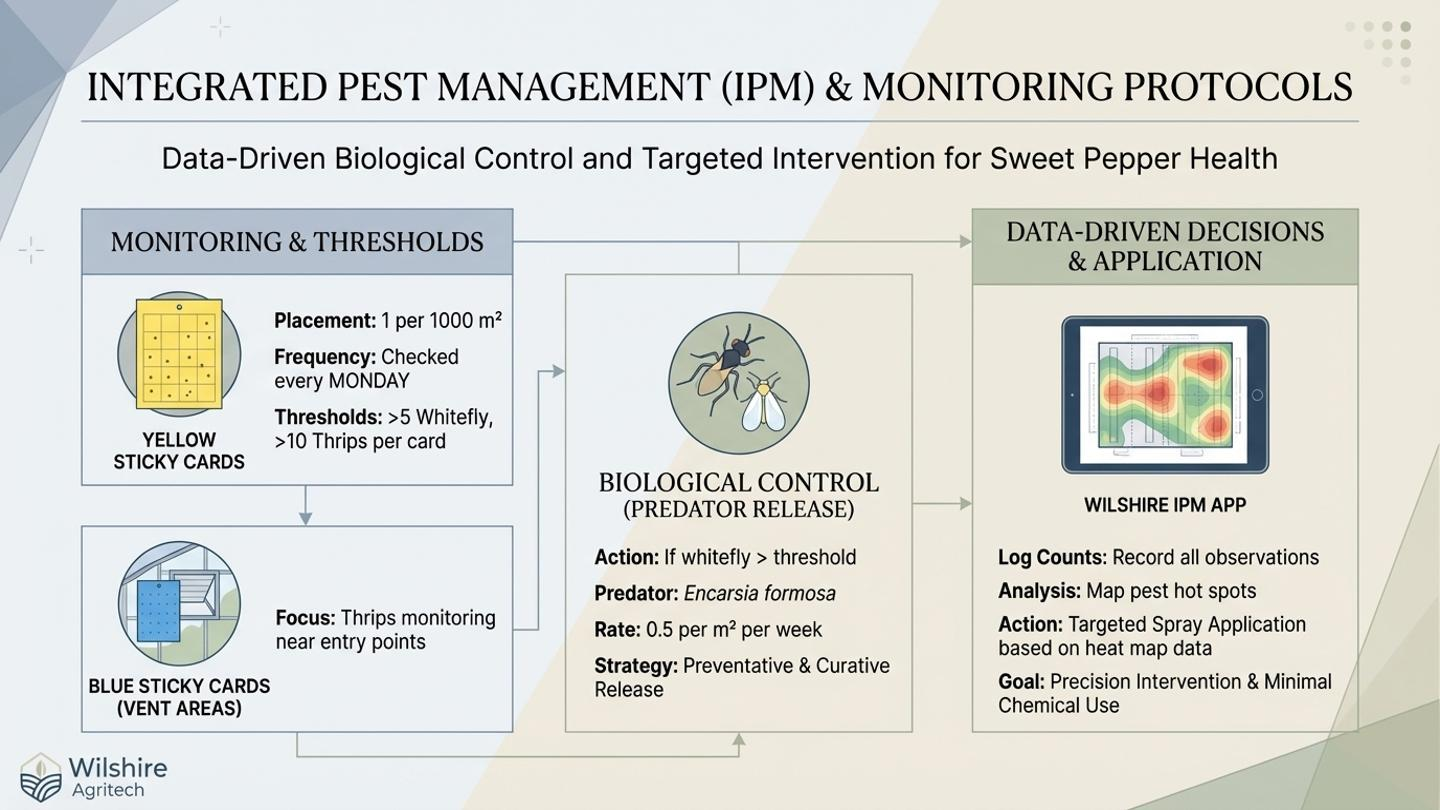 INTEGRATED PEST MANAGEMENT (IPM) & MONITORING PROTOCOLS
Data-Driven Biological Control and Targeted Intervention for Sweet Pepper Health
MONITORING & THRESHOLDS
YELLOW
STICKY CARDS
Placement: 1 per 1000 m²
Frequency: Checked
every MONDAY
Thresholds: >5 Whitefly,
>10 Thrips per card
BLUE STICKY CARDS
(VENT AREAS)
Focus: Thrips monitoring
near entry points
BIOLOGICAL CONTROL
(PREDATOR RELEASE)
Action: If whitefly > threshold
Predator: Encarsia formosa
Rate: 0.5 per m² per week
Strategy: Preventative & Curative
Release
DATA-DRIVEN DECISIONS
& APPLICATION
WILSHIRE IPM APP
Log Counts: Record all observations
Analysis: Map pest hot spots
Action: Targeted Spray Application
based on heat map data
Goal: Precision Intervention & Minimal
Chemical Use
Wilshire
Agritech